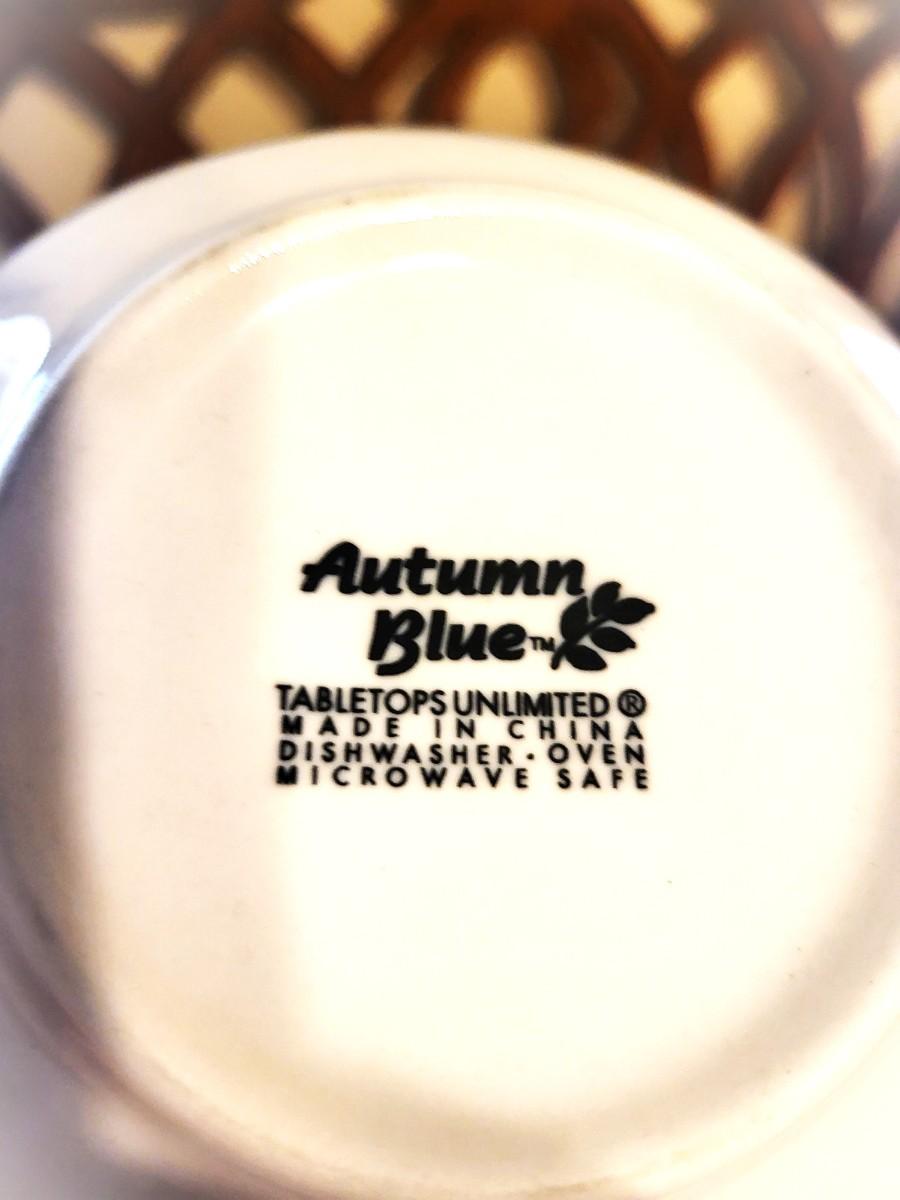 Autumn
Blue™
TABLETOPS UNLIMITED ®
MADE IN CHINA
DISHWASHER · OVEN
MICROWAVE SAFE